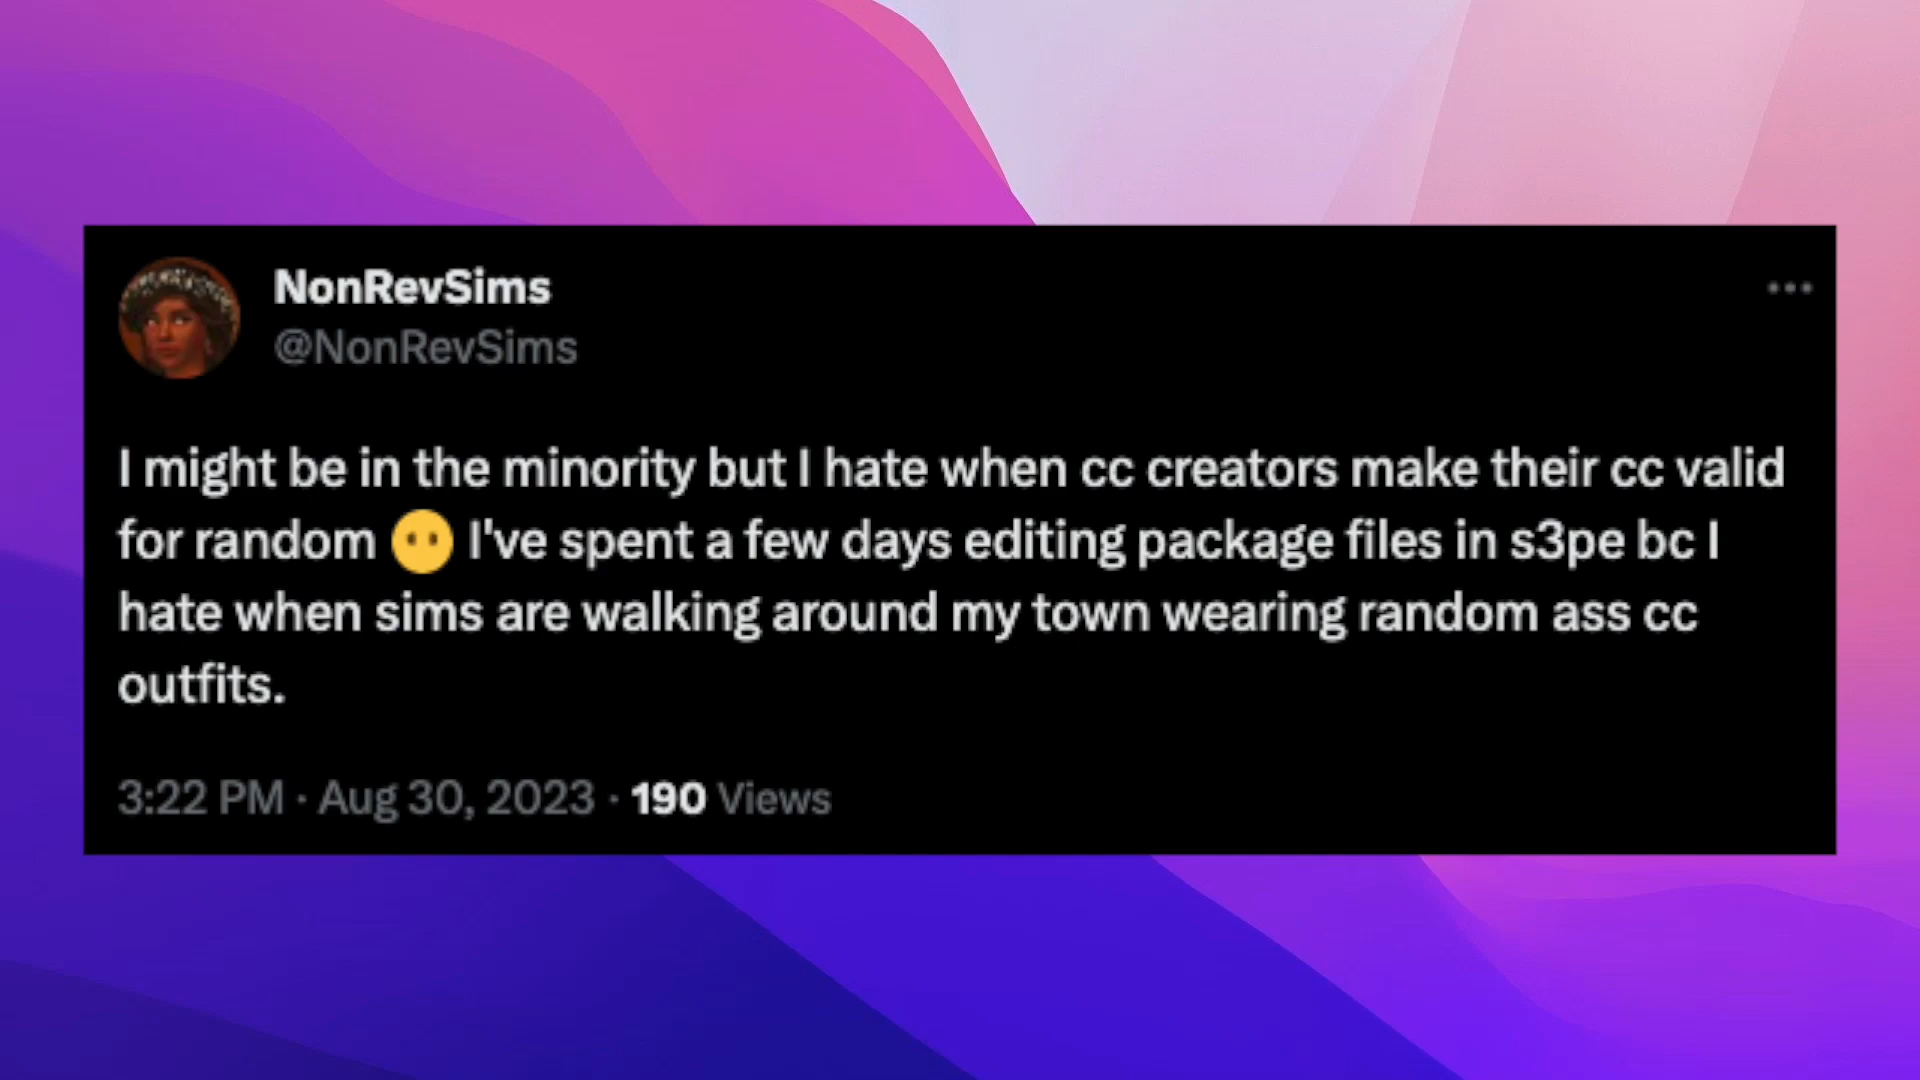 NonRevSims
@NonRevSims
I might be in the minority but I hate when cc creators make their cc valid
for random 😶 I've spent a few days editing package files in s3pe bc I
hate when sims are walking around my town wearing random ass cc
outfits.
3:22 PM · Aug 30, 2023 · 190 Views